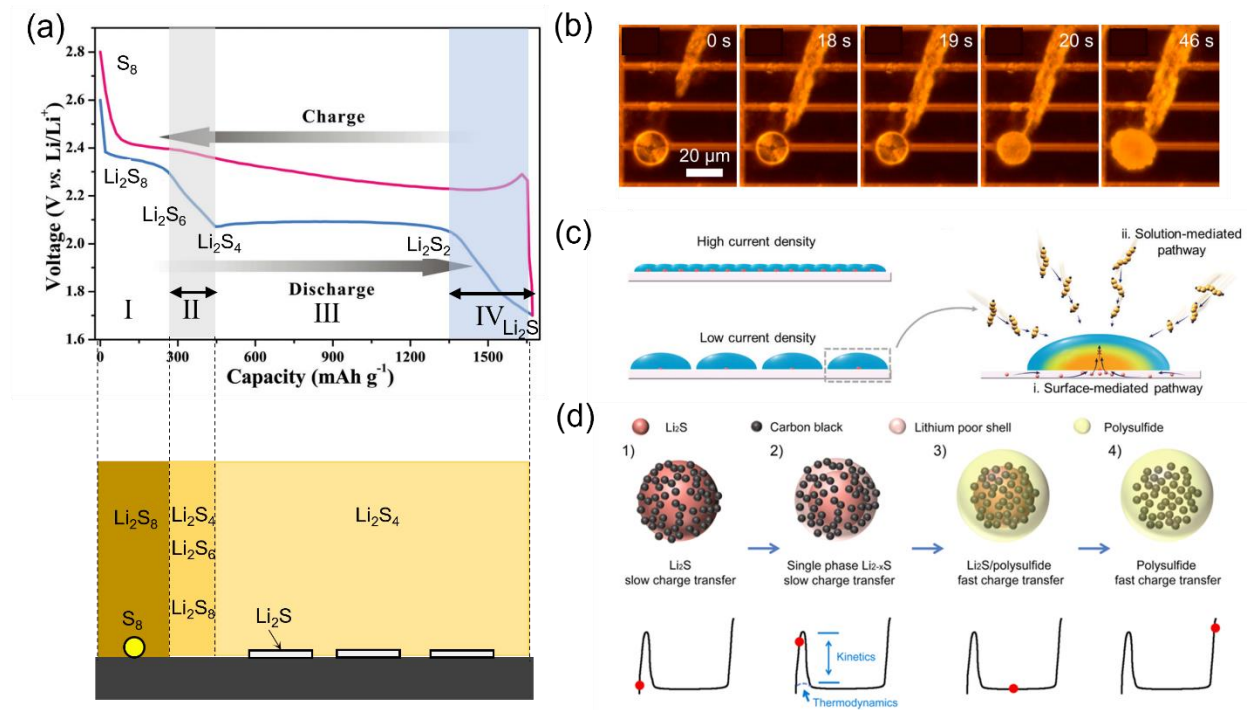 (a)
2.8
2.6
2.4
2.2
2.0
1.8
1.6
Voltage (V vs. Li/Li⁺)
S₈
Charge
Li₂S₈
Li₂S₆
Li₂S₄
Li₂S₂
Discharge
I
II
III
IV
Li₂S
0
300
600
900
1200
1500
Capacity (mAh g⁻¹)
Li₂S₈
Li₂S₄
Li₂S₆
Li₂S₈
Li₂S₄
S₈
Li₂S
(b)
0 s
18 s
19 s
20 s
46 s
20 μm
(c)
High current density
Low current density
ii. Solution-mediated
pathway
i. Surface-mediated pathway
(d)
Li₂S
Carbon black
Lithium poor shell
Polysulfide
1)
2)
3)
4)
Li₂S
slow charge transfer
Single phase Li₂₋ₓS
slow charge transfer
Li₂S/polysulfide
fast charge transfer
Polysulfide
fast charge transfer
Kinetics
Thermodynamics